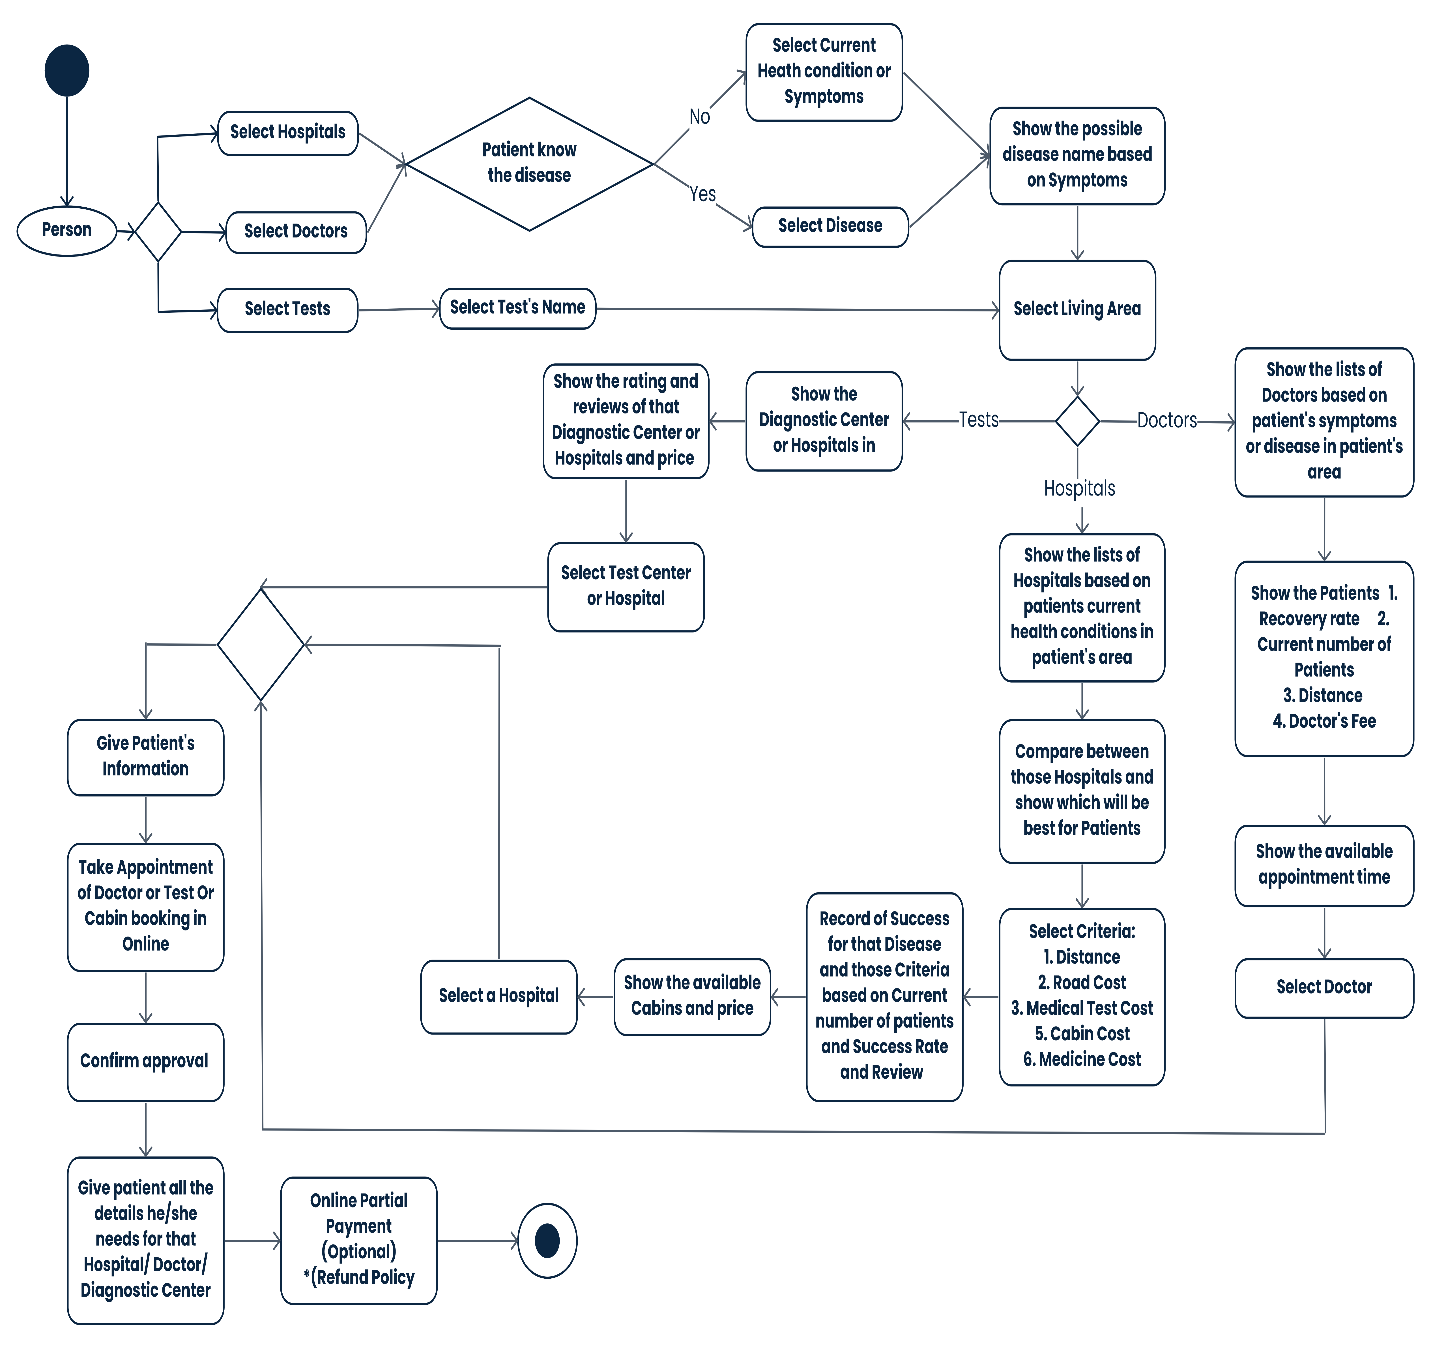 Select Current
Heath condition or
Symptoms
No
Select Hospitals
Patient know
the disease
Show the possible
disease name based
on Symptoms
Yes
Person
Select Doctors
Select Disease
Select Tests
Select Test's Name
Select Living Area
Show the rating and
reviews of that
Diagnostic Center or
Hospitals and price
Show the
Diagnostic Center
or Hospitals in
Tests
Doctors
Show the lists of
Doctors based on
patient's symptoms
or disease in patient's
area
Hospitals
Select Test Center
or Hospital
Show the lists of
Hospitals based on
patients current
health conditions in
patient's area
Show the Patients 1.
Recovery rate 2.
Current number of
Patients
3. Distance
4. Doctor's Fee
Give Patient's
Information
Compare between
those Hospitals and
show which will be
best for Patients
Take Appointment
of Doctor or Test Or
Cabin booking in
Online
Show the available
appointment time
Select a Hospital
Show the available
Cabins and price
Record of Success
for that Disease
and those Criteria
based on Current
number of patients
and Success Rate
and Review
Select Criteria:
1. Distance
2. Road Cost
3. Medical Test Cost
5. Cabin Cost
6. Medicine Cost
Select Doctor
Confirm approval
Give patient all the
details he/she
needs for that
Hospital/ Doctor/
Diagnostic Center
Online Partial
Payment
(Optional)
*(Refund Policy